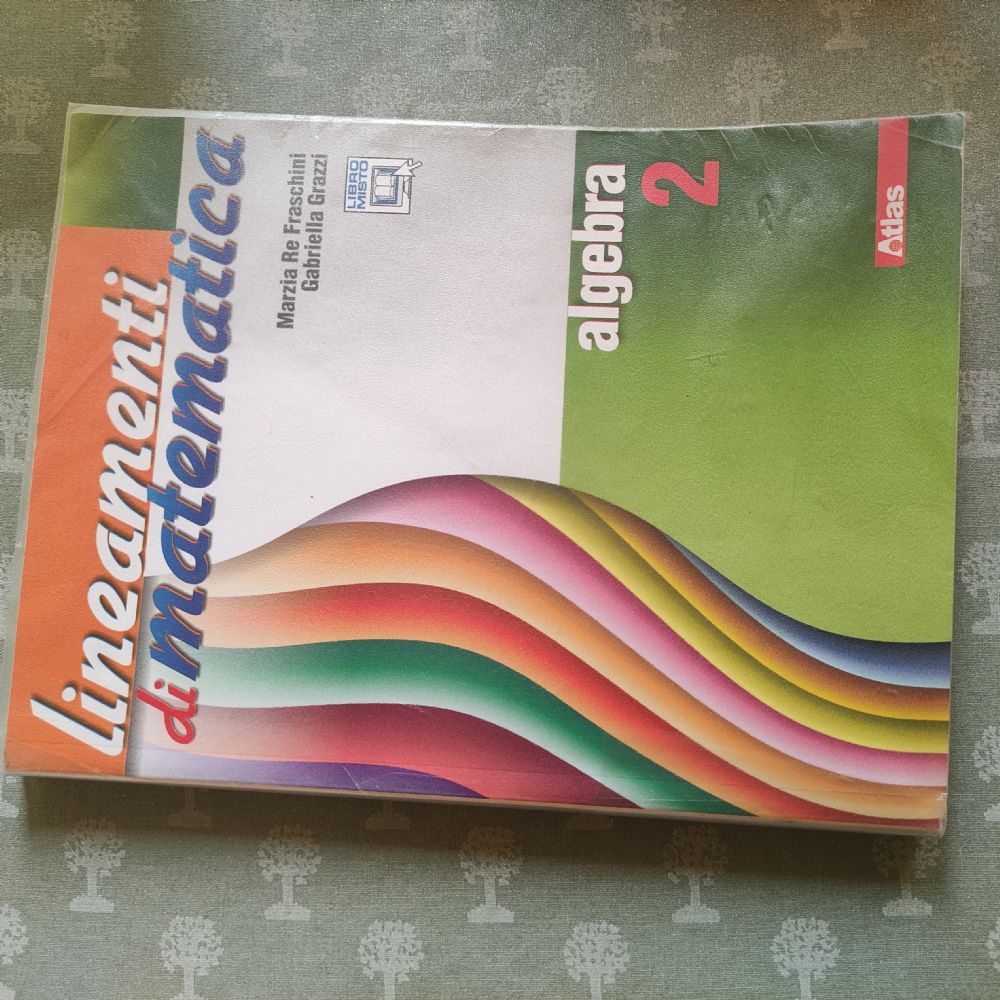 lineamenti
di matematica
Marzia Re Fraschini
Gabriella Grazzi
LIBRO
MISTO
algebra
2
Atlas